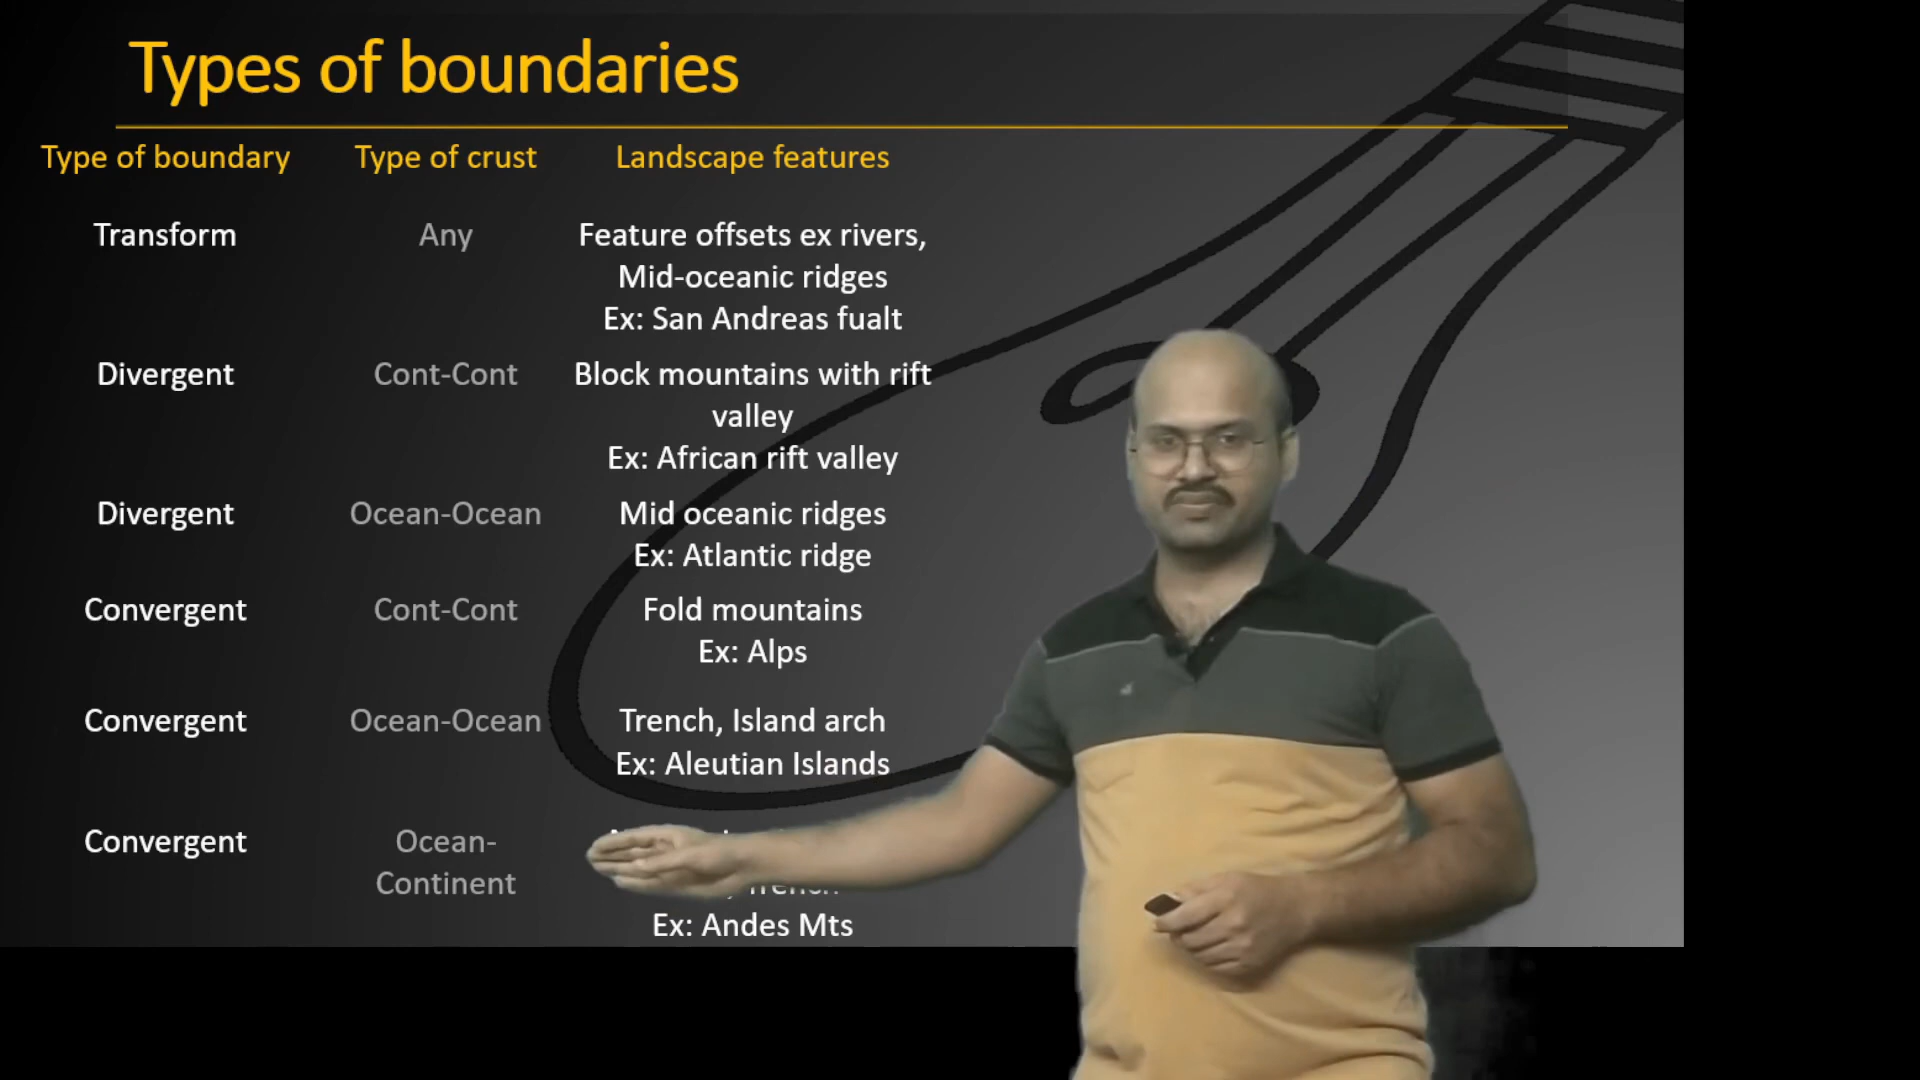 Types of boundaries
Type of boundary Type of crust Landscape features
Transform Any Feature offsets ex rivers,
Mid-oceanic ridges
Ex: San Andreas fualt
Divergent Cont-Cont Block mountains with rift
valley
Ex: African rift valley
Divergent Ocean-Ocean Mid oceanic ridges
Ex: Atlantic ridge
Convergent Cont-Cont Fold mountains
Ex: Alps
Convergent Ocean-Ocean Trench, Island arch
Ex: Aleutian Islands
Convergent Ocean-
Continent
Ex: Andes Mts